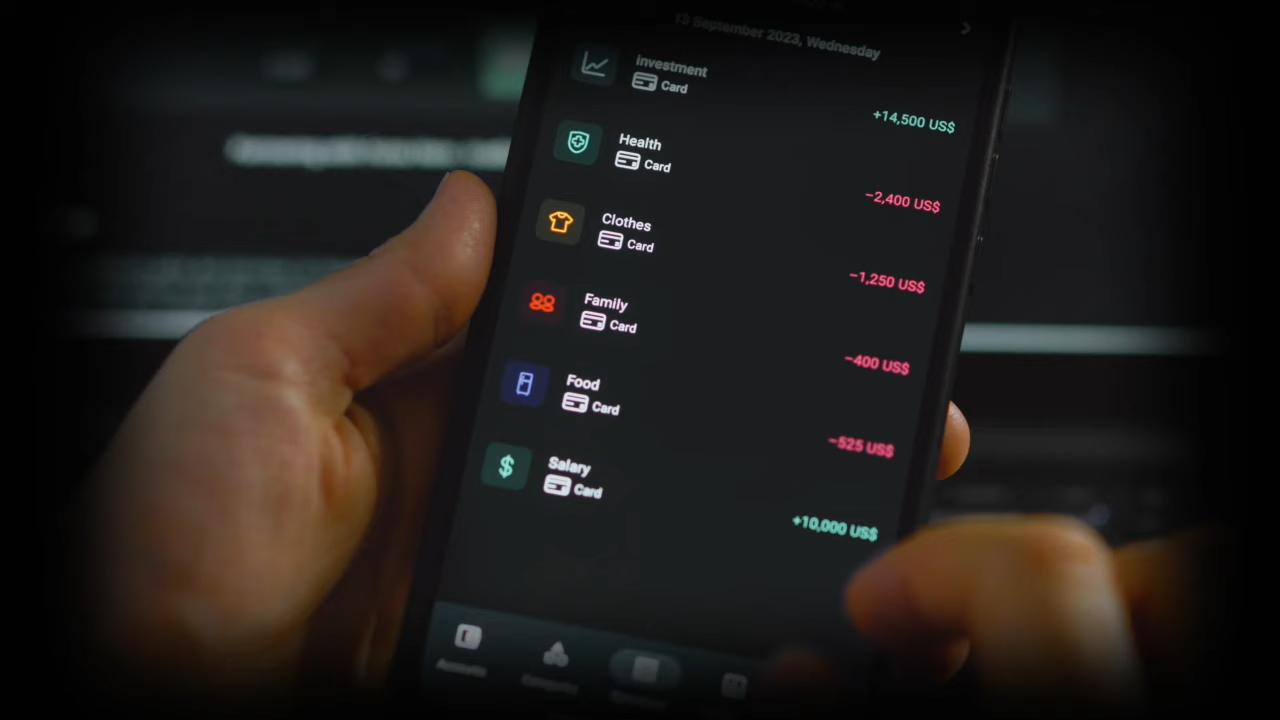 13 September 2023, Wednesday
Investment
Card
+14,500 US$
Health
Card
−2,400 US$
Clothes
Card
−1,250 US$
Family
Card
−400 US$
Food
Card
−525 US$
Salary
Card
+10,000 US$
Accounts